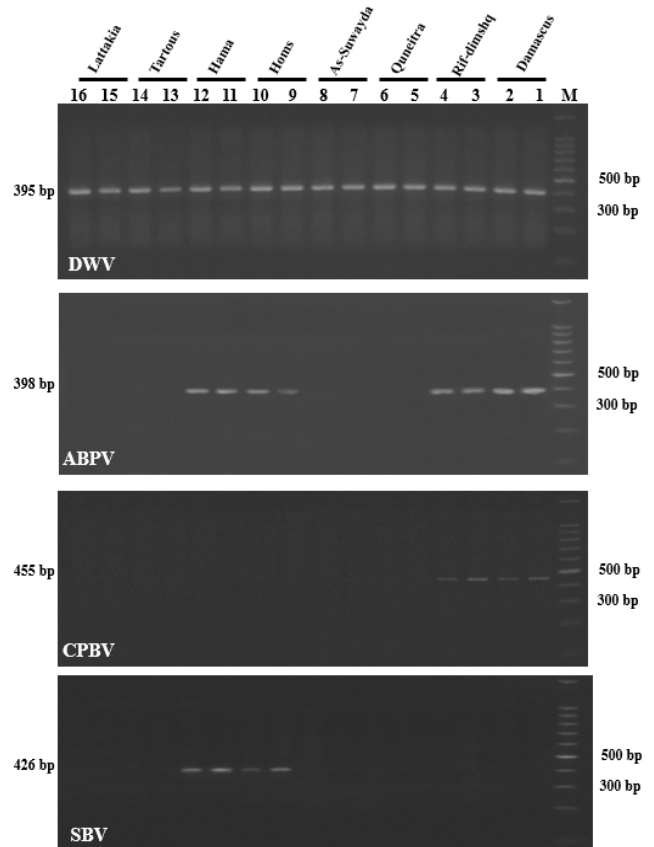 Lattakia Tartous Hama Homs As-Suwayda Quneitra Rif-dimshq Damascus
16 15 14 13 12 11 10 9 8 7 6 5 4 3 2 1 M
395 bp
500 bp
300 bp
DWV
398 bp
500 bp
300 bp
ABPV
455 bp
500 bp
300 bp
CPBV
426 bp
500 bp
300 bp
SBV